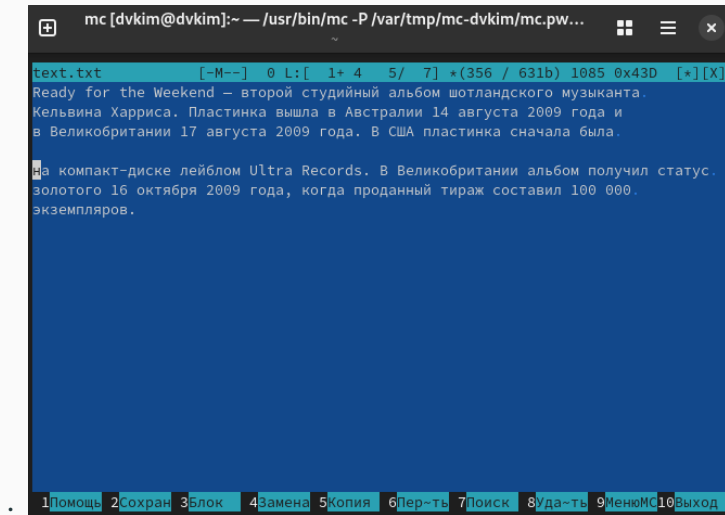 mc [dvkim@dvkim]:~ — /usr/bin/mc -P /var/tmp/mc-dvkim/mc.pw…
~
text.txt [-M--] 0 L:[ 1+ 4 5/ 7] *(356 / 631b) 1085 0x43D [*][X]
Ready for the Weekend — второй студийный альбом шотландского музыканта.
Кельвина Харриса. Пластинка вышла в Австралии 14 августа 2009 года и
в Великобритании 17 августа 2009 года. В США пластинка сначала была.
на компакт-диске лейблом Ultra Records. В Великобритании альбом получил статус.
золотого 16 октября 2009 года, когда проданный тираж составил 100 000.
экземпляров.
1Помощь 2Сохран 3Блок 4Замена 5Копия 6Пер~ть 7Поиск 8Уда~ть 9МенюМС 10Выход